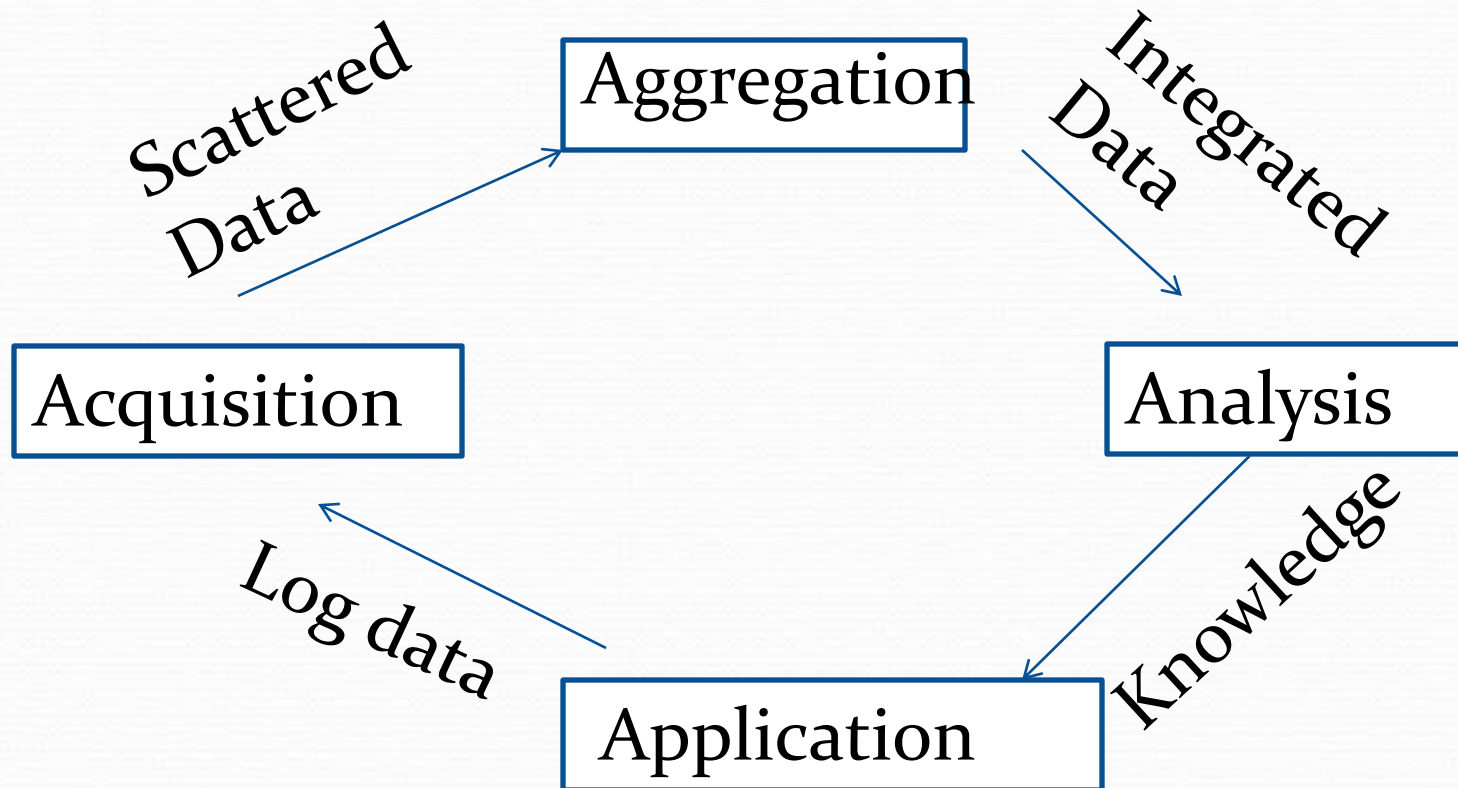 Scattered
Data
Aggregation
Integrated
Data
Acquisition
Analysis
Log data
Knowledge
Application